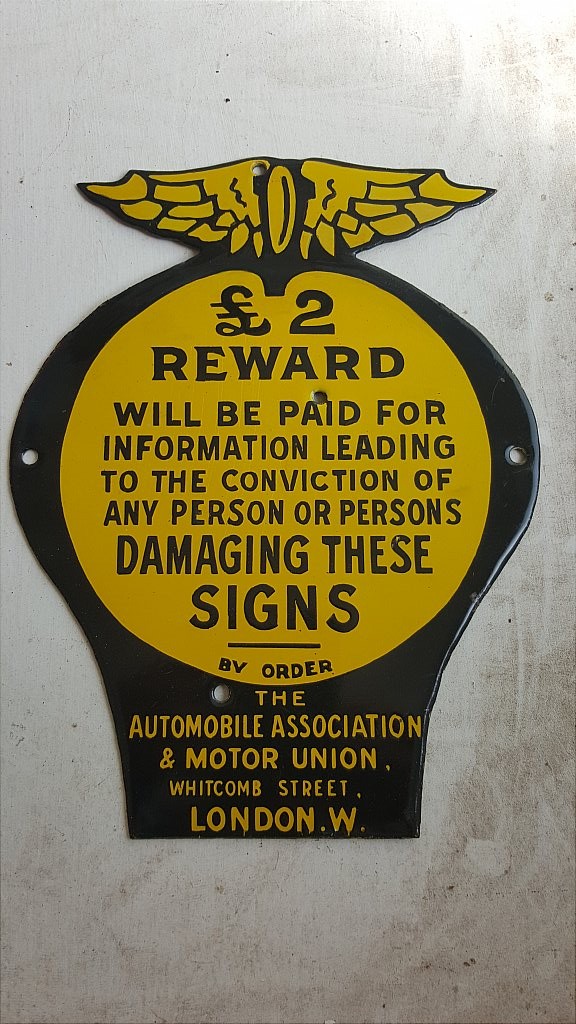 £ 2
REWARD
WILL BE PAID FOR
INFORMATION LEADING
TO THE CONVICTION OF
ANY PERSON OR PERSONS
DAMAGING THESE
SIGNS
BY ORDER
THE
AUTOMOBILE ASSOCIATION
& MOTOR UNION,
WHITCOMB STREET,
LONDON.W.